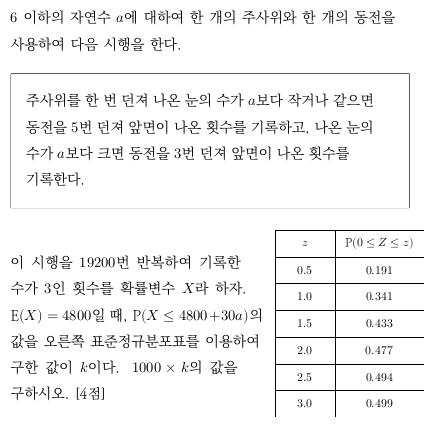 6 이하의 자연수 a에 대하여 한 개의 주사위와 한 개의 동전을
사용하여 다음 시행을 한다.
주사위를 한 번 던져 나온 눈의 수가 a보다 작거나 같으면
동전을 5번 던져 앞면이 나온 횟수를 기록하고, 나온 눈의
수가 a보다 크면 동전을 3번 던져 앞면이 나온 횟수를
기록한다.
이 시행을 19200번 반복하여 기록한
수가 3인 횟수를 확률변수 X라 하자.
E(X) = 4800일 때, P(X ≤ 4800+30a)의
값을 오른쪽 표준정규분포표를 이용하여
구한 값이 k이다. 1000 × k의 값을
구하시오. [4점]
z P(0 ≤ Z ≤ z)
0.5 0.191
1.0 0.341
1.5 0.433
2.0 0.477
2.5 0.494
3.0 0.499